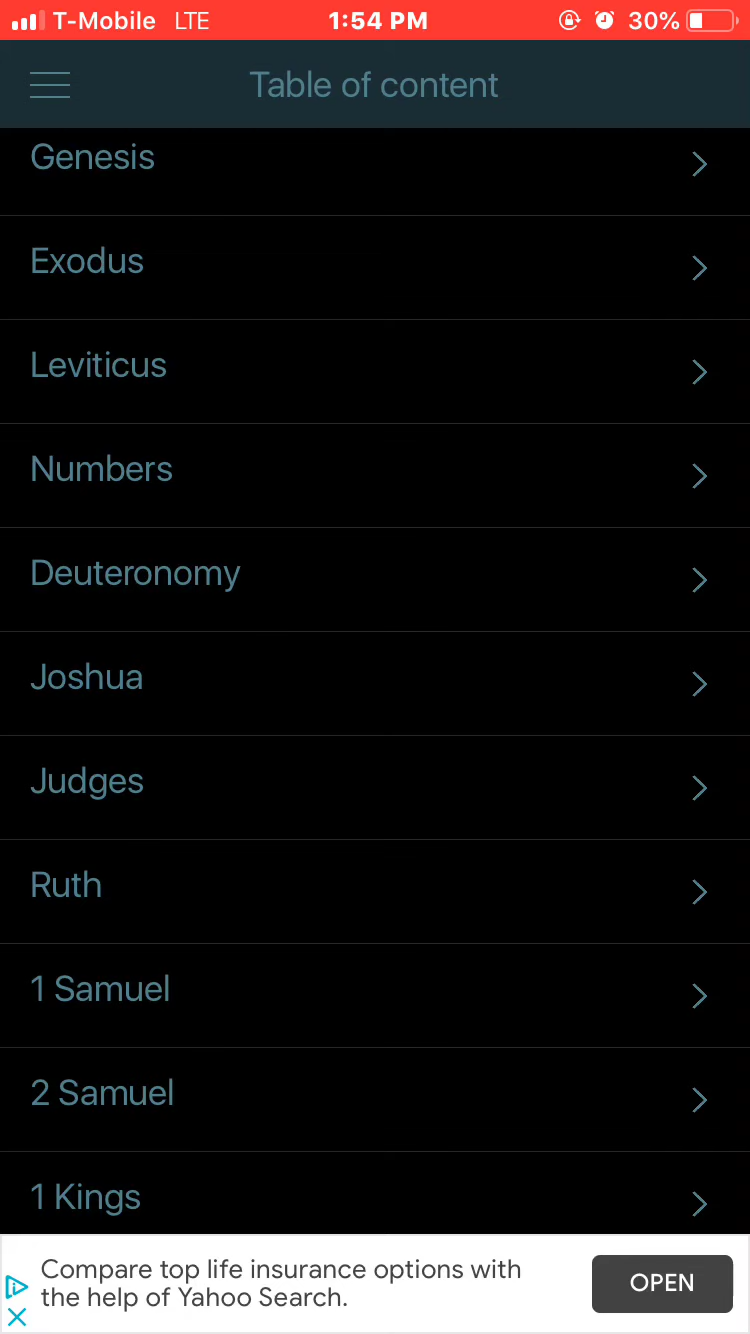 T-Mobile LTE 1:54 PM 30%
Table of content
Genesis
Exodus
Leviticus
Numbers
Deuteronomy
Joshua
Judges
Ruth
1 Samuel
2 Samuel
1 Kings
Compare top life insurance options with
the help of Yahoo Search.
OPEN